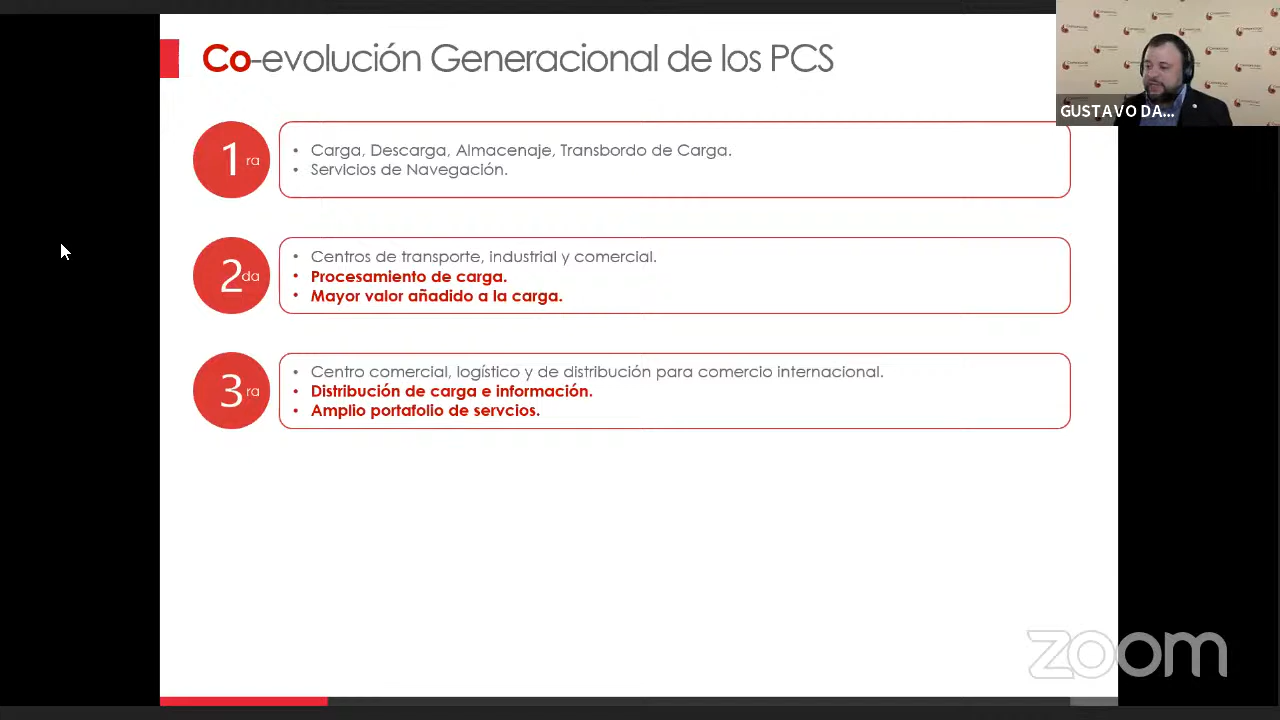 Co-evolución Generacional de los PCS
GUSTAVO DA...
1ra
• Carga, Descarga, Almacenaje, Transbordo de Carga.
• Servicios de Navegación.
2da
• Centros de transporte, industrial y comercial.
• Procesamiento de carga.
• Mayor valor añadido a la carga.
3ra
• Centro comercial, logístico y de distribución para comercio internacional.
• Distribución de carga e información.
• Amplio portafolio de servcios.
zoom